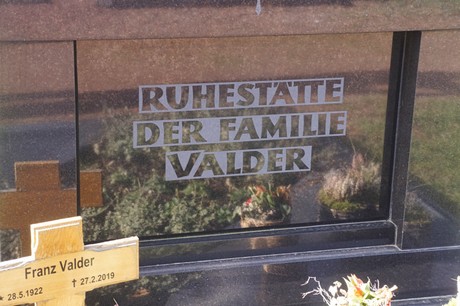 RUHESTÄTTE
DER FAMILIE
VALDER
Franz Valder
* 28.5.1922 † 27.2.2019